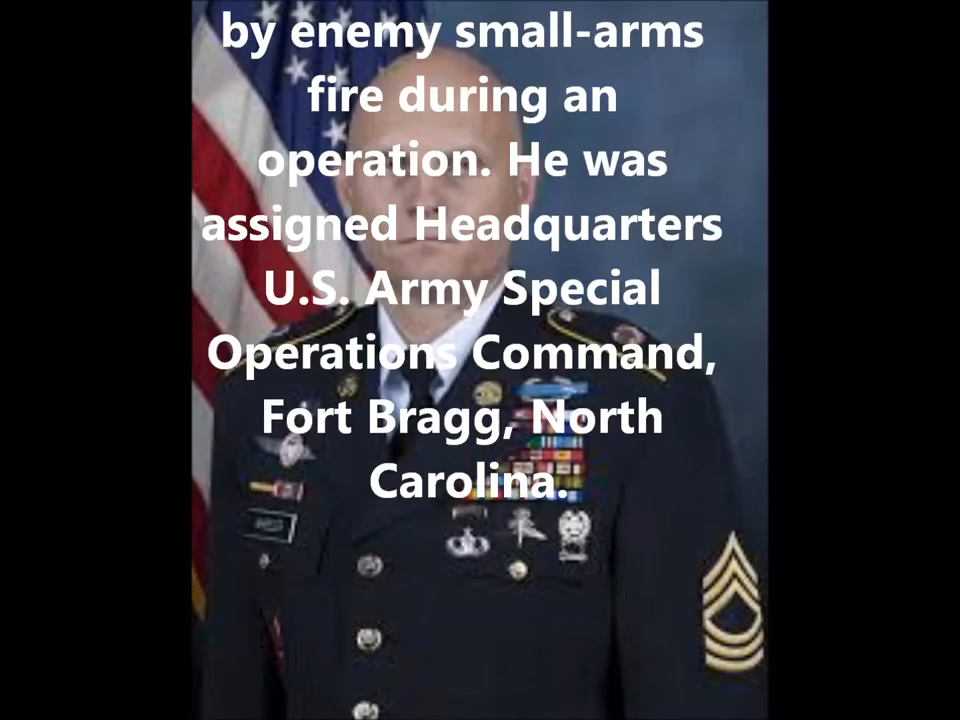 by enemy small-arms
fire during an
operation. He was
assigned Headquarters
U.S. Army Special
Operations Command,
Fort Bragg, North
Carolina.